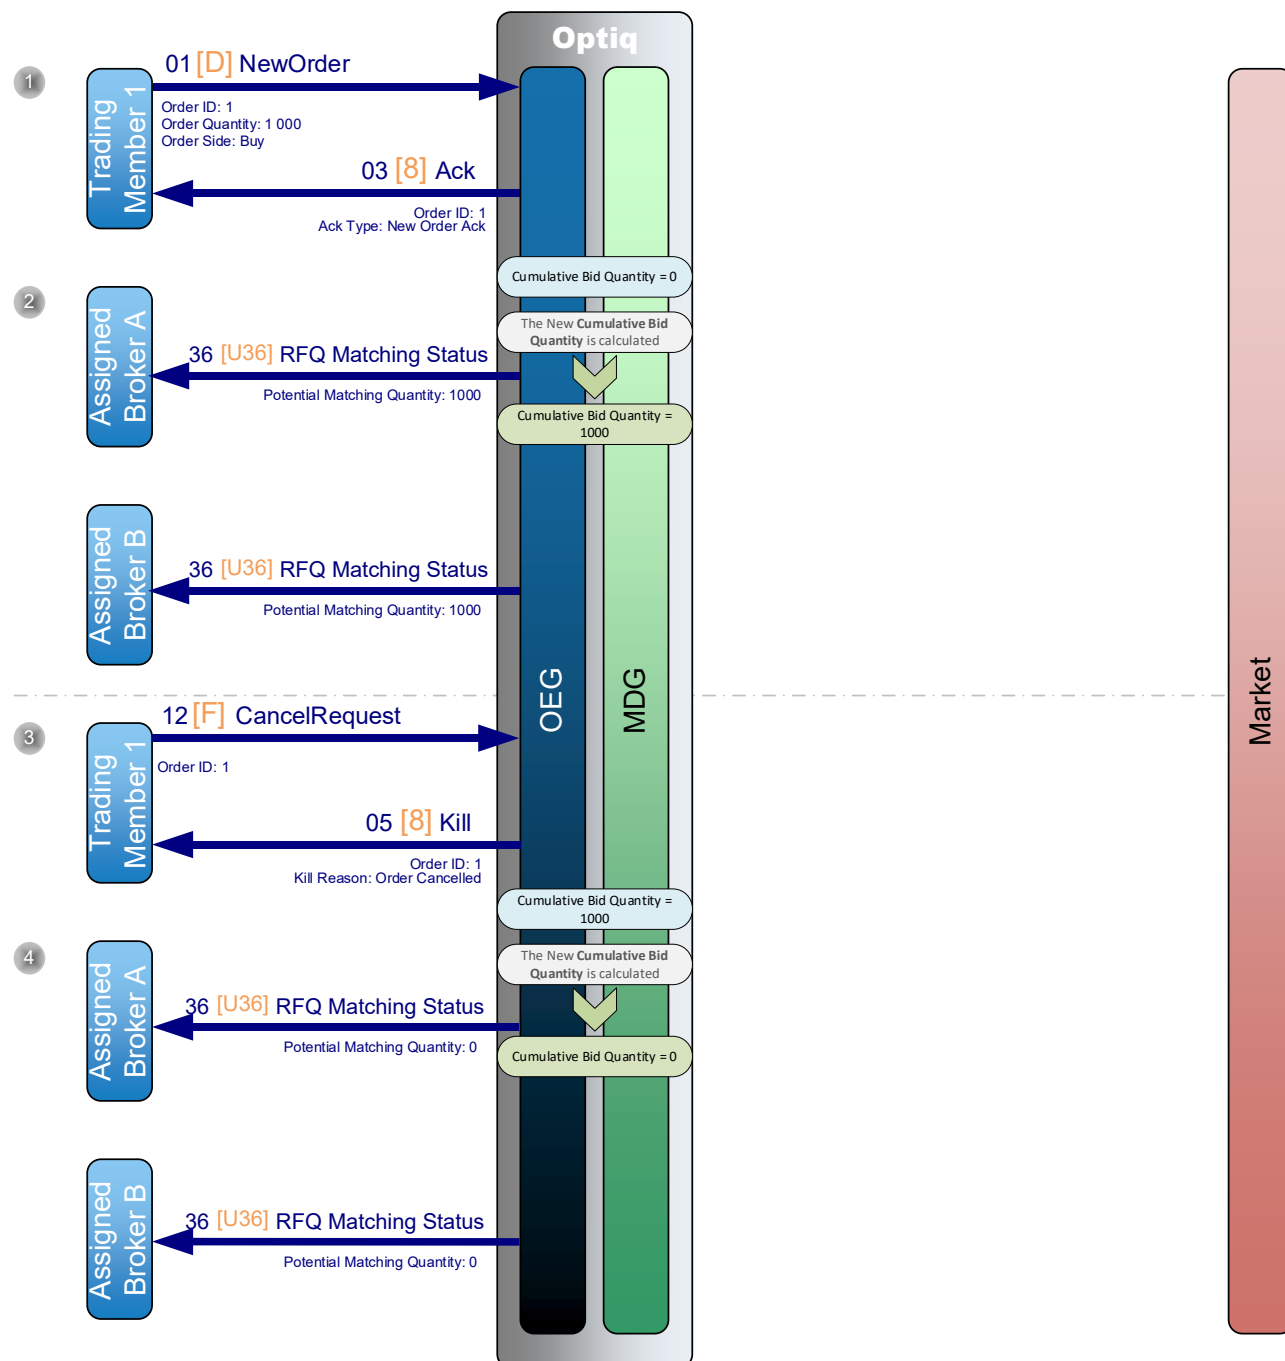 Optiq
1
Trading
Member 1
01 [D] NewOrder
Order ID: 1
Order Quantity: 1 000
Order Side: Buy
03 [8] Ack
Order ID: 1
Ack Type: New Order Ack
Cumulative Bid Quantity = 0
2
Assigned
Broker A
The New Cumulative Bid
Quantity is calculated
36 [U36] RFQ Matching Status
Potential Matching Quantity: 1000
Cumulative Bid Quantity =
1000
Assigned
Broker B
36 [U36] RFQ Matching Status
Potential Matching Quantity: 1000
OEG
MDG
Market
3
Trading
Member 1
12 [F] CancelRequest
Order ID: 1
05 [8] Kill
Order ID: 1
Kill Reason: Order Cancelled
Cumulative Bid Quantity =
1000
4
Assigned
Broker A
The New Cumulative Bid
Quantity is calculated
36 [U36] RFQ Matching Status
Potential Matching Quantity: 0
Cumulative Bid Quantity = 0
Assigned
Broker B
36 [U36] RFQ Matching Status
Potential Matching Quantity: 0